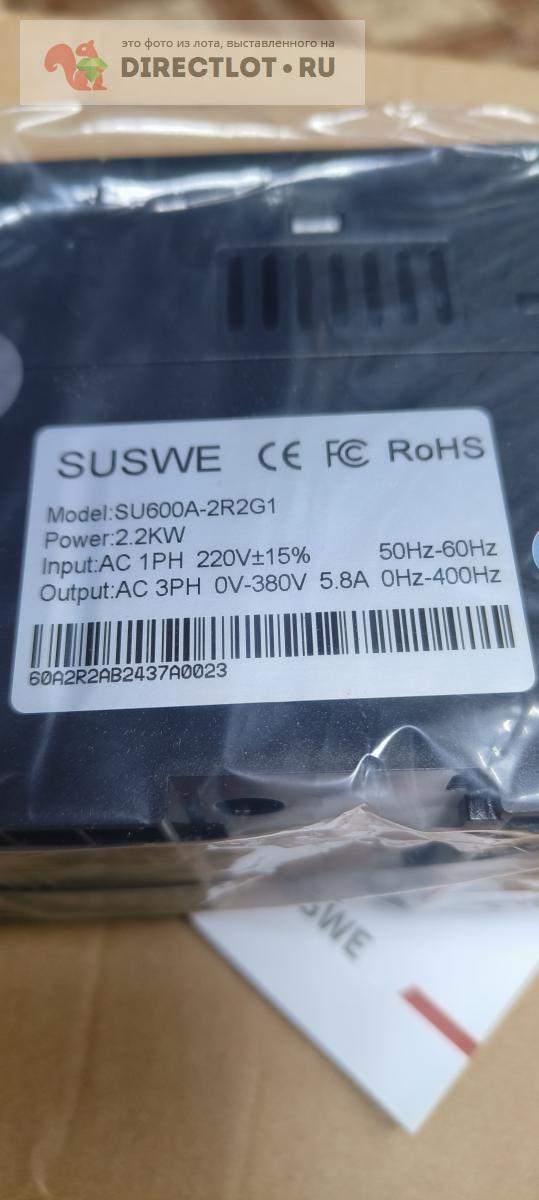 это фото из лота, выставленного на
DIRECTLOT•RU
SUSWE CE FC RoHS
Model:SU600A-2R2G1
Power:2.2KW
Input:AC 1PH 220V±15% 50Hz-60Hz
Output:AC 3PH 0V-380V 5.8A 0Hz-400Hz
60A2R2AB2437A0023
SWE